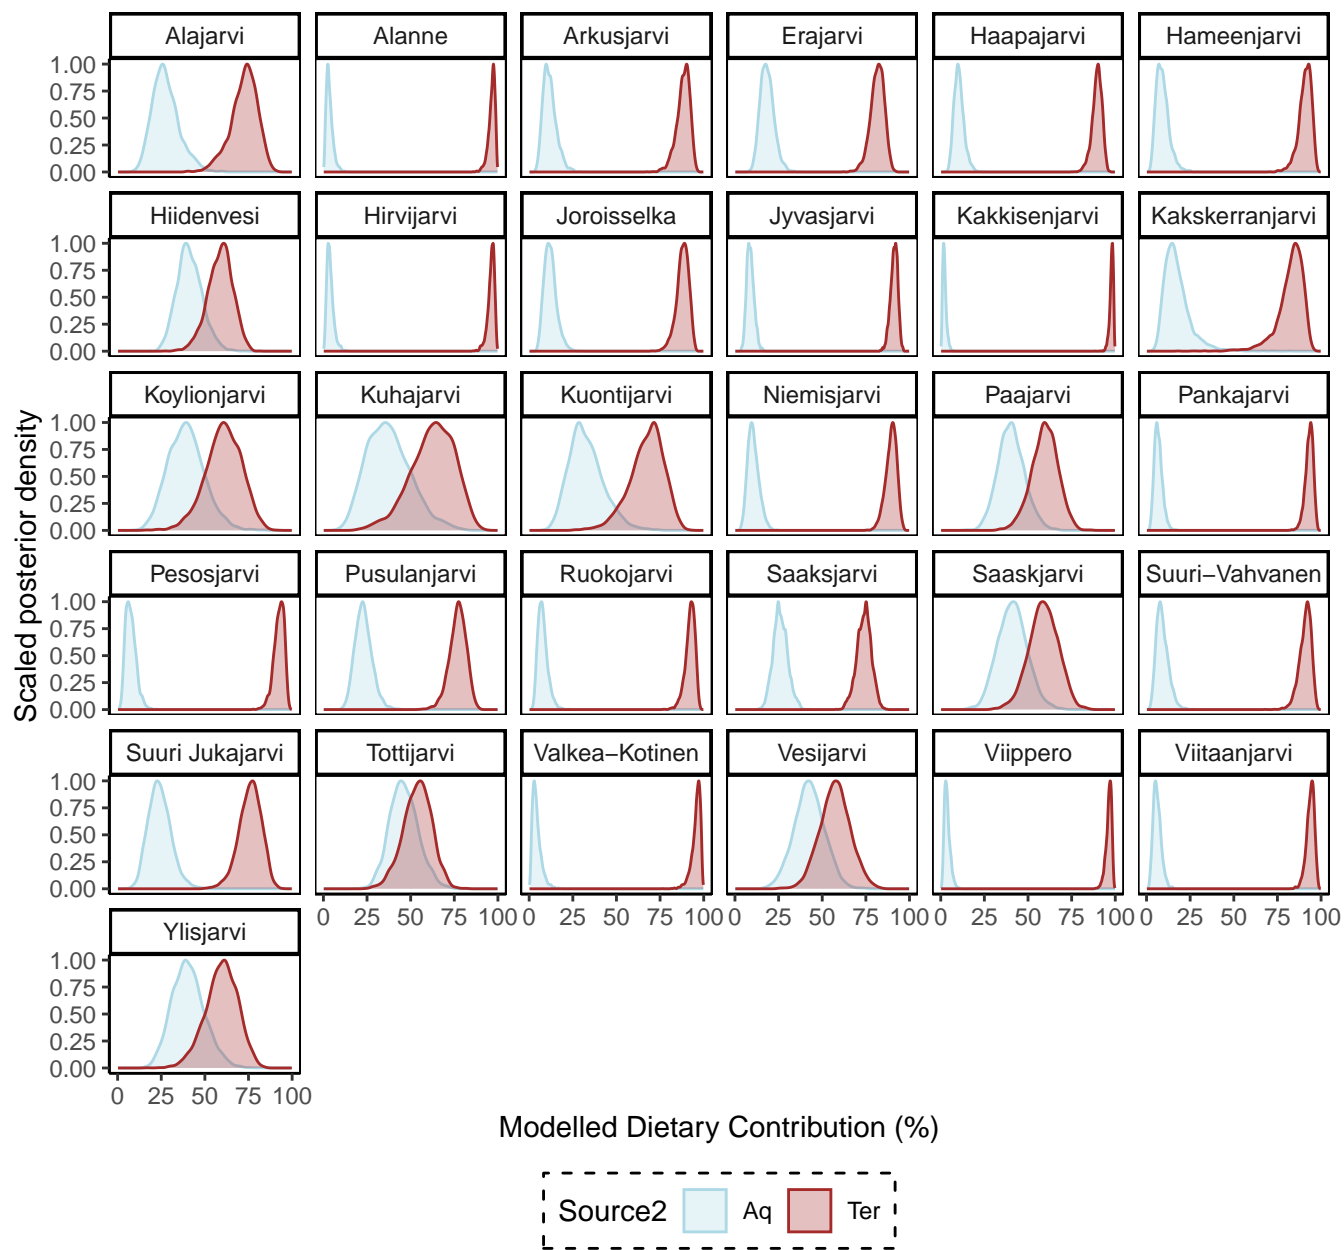 Alajarvi Alanne Arkusjarvi Erajarvi Haapajarvi Hameenjarvi
1.00
0.75
0.50
0.25
0.00
Hiidenvesi Hirvijarvi Joroisselka Jyvasjarvi Kakkisenjarvi Kakskerranjarvi
1.00
0.75
0.50
0.25
0.00
Koylionjarvi Kuhajarvi Kuontijarvi Niemisjarvi Paajarvi Pankajarvi
1.00
0.75
0.50
0.25
0.00
Scaled posterior density
Pesosjarvi Pusulanjarvi Ruokojarvi Saaksjarvi Saaskjarvi Suuri−Vahvanen
1.00
0.75
0.50
0.25
0.00
Suuri Jukajarvi Tottijarvi Valkea−Kotinen Vesijarvi Viippero Viitaanjarvi
1.00
0.75
0.50
0.25
0.00
0 25 50 75 100 0 25 50 75 100 0 25 50 75 100 0 25 50 75 100 0 25 50 75 100
Ylisjarvi
1.00
0.75
0.50
0.25
0.00
0 25 50 75 100
Modelled Dietary Contribution (%)
Source2 Aq Ter